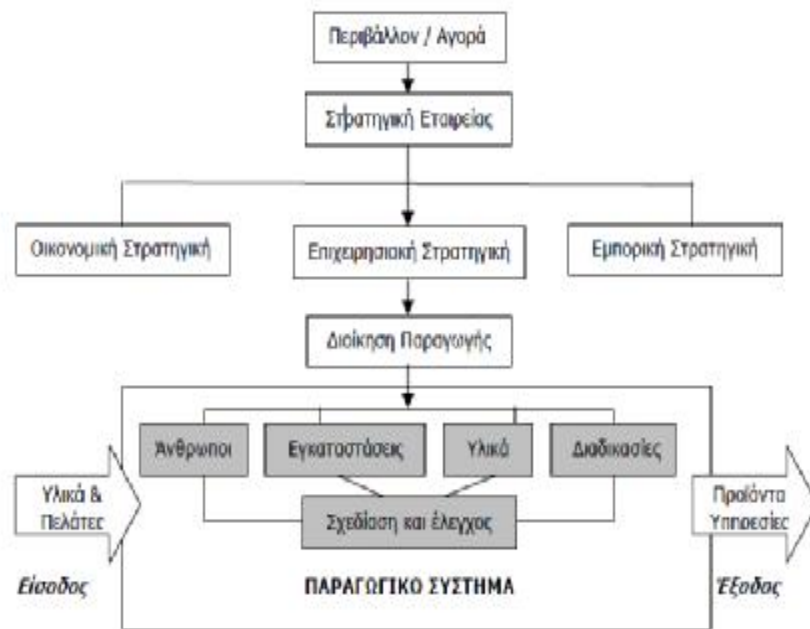 Περιβάλλον / Αγορά
Στρατηγική Εταιρείας
Οικονομική Στρατηγική
Επιχειρησιακή Στρατηγική
Εμπορική Στρατηγική
Διοίκηση Παραγωγής
Άνθρωποι
Εγκαταστάσεις
Υλικά
Διαδικασίες
Υλικά &
Πελάτες
Σχεδίαση και έλεγχος
Προϊόντα
Υπηρεσίες
Είσοδος
ΠΑΡΑΓΩΓΙΚΟ ΣΥΣΤΗΜΑ
Έξοδος